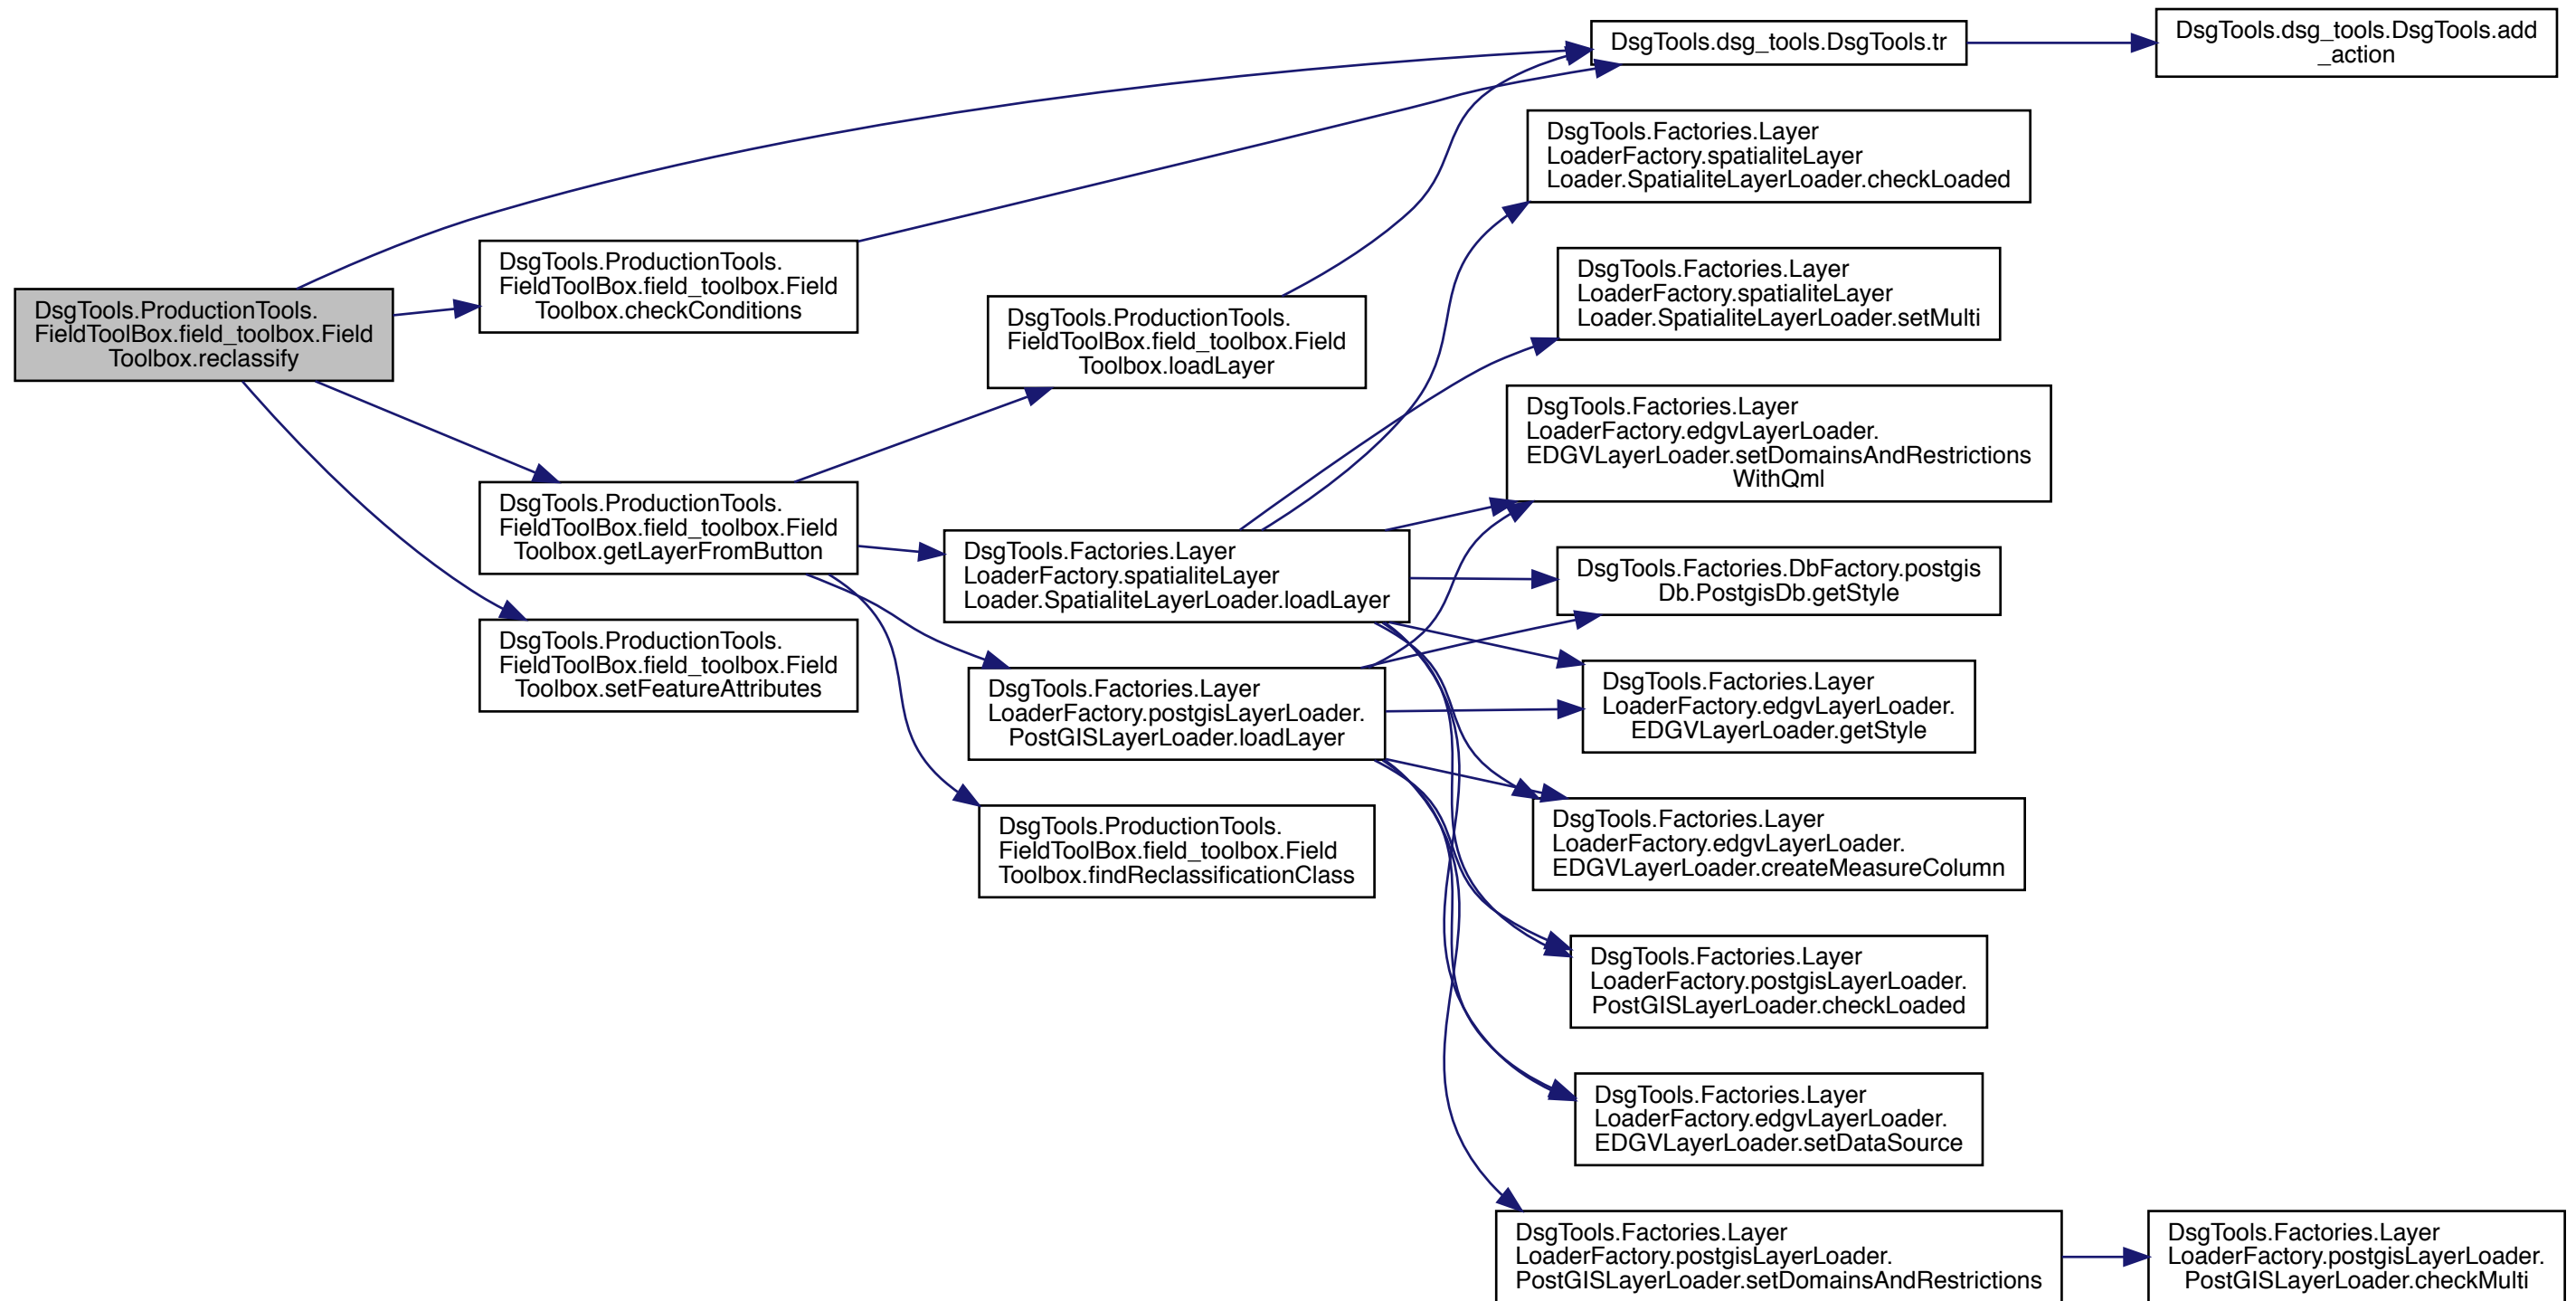 DsgTools.ProductionTools.
FieldToolBox.field_toolbox.Field
Toolbox.reclassify
DsgTools.ProductionTools.
FieldToolBox.field_toolbox.Field
Toolbox.checkConditions
DsgTools.ProductionTools.
FieldToolBox.field_toolbox.Field
Toolbox.getLayerFromButton
DsgTools.ProductionTools.
FieldToolBox.field_toolbox.Field
Toolbox.setFeatureAttributes
DsgTools.ProductionTools.
FieldToolBox.field_toolbox.Field
Toolbox.loadLayer
DsgTools.Factories.Layer
LoaderFactory.spatialiteLayer
Loader.SpatialiteLayerLoader.loadLayer
DsgTools.Factories.Layer
LoaderFactory.postgisLayerLoader.
PostGISLayerLoader.loadLayer
DsgTools.ProductionTools.
FieldToolBox.field_toolbox.Field
Toolbox.findReclassificationClass
DsgTools.dsg_tools.DsgTools.tr
DsgTools.Factories.Layer
LoaderFactory.spatialiteLayer
Loader.SpatialiteLayerLoader.checkLoaded
DsgTools.Factories.Layer
LoaderFactory.spatialiteLayer
Loader.SpatialiteLayerLoader.setMulti
DsgTools.Factories.Layer
LoaderFactory.edgvLayerLoader.
EDGVLayerLoader.setDomainsAndRestrictions
WithQml
DsgTools.Factories.DbFactory.postgis
Db.PostgisDb.getStyle
DsgTools.Factories.Layer
LoaderFactory.edgvLayerLoader.
EDGVLayerLoader.getStyle
DsgTools.Factories.Layer
LoaderFactory.edgvLayerLoader.
EDGVLayerLoader.createMeasureColumn
DsgTools.Factories.Layer
LoaderFactory.postgisLayerLoader.
PostGISLayerLoader.checkLoaded
DsgTools.Factories.Layer
LoaderFactory.edgvLayerLoader.
EDGVLayerLoader.setDataSource
DsgTools.Factories.Layer
LoaderFactory.postgisLayerLoader.
PostGISLayerLoader.setDomainsAndRestrictions
DsgTools.dsg_tools.DsgTools.add
_action
DsgTools.Factories.Layer
LoaderFactory.postgisLayerLoader.
PostGISLayerLoader.checkMulti